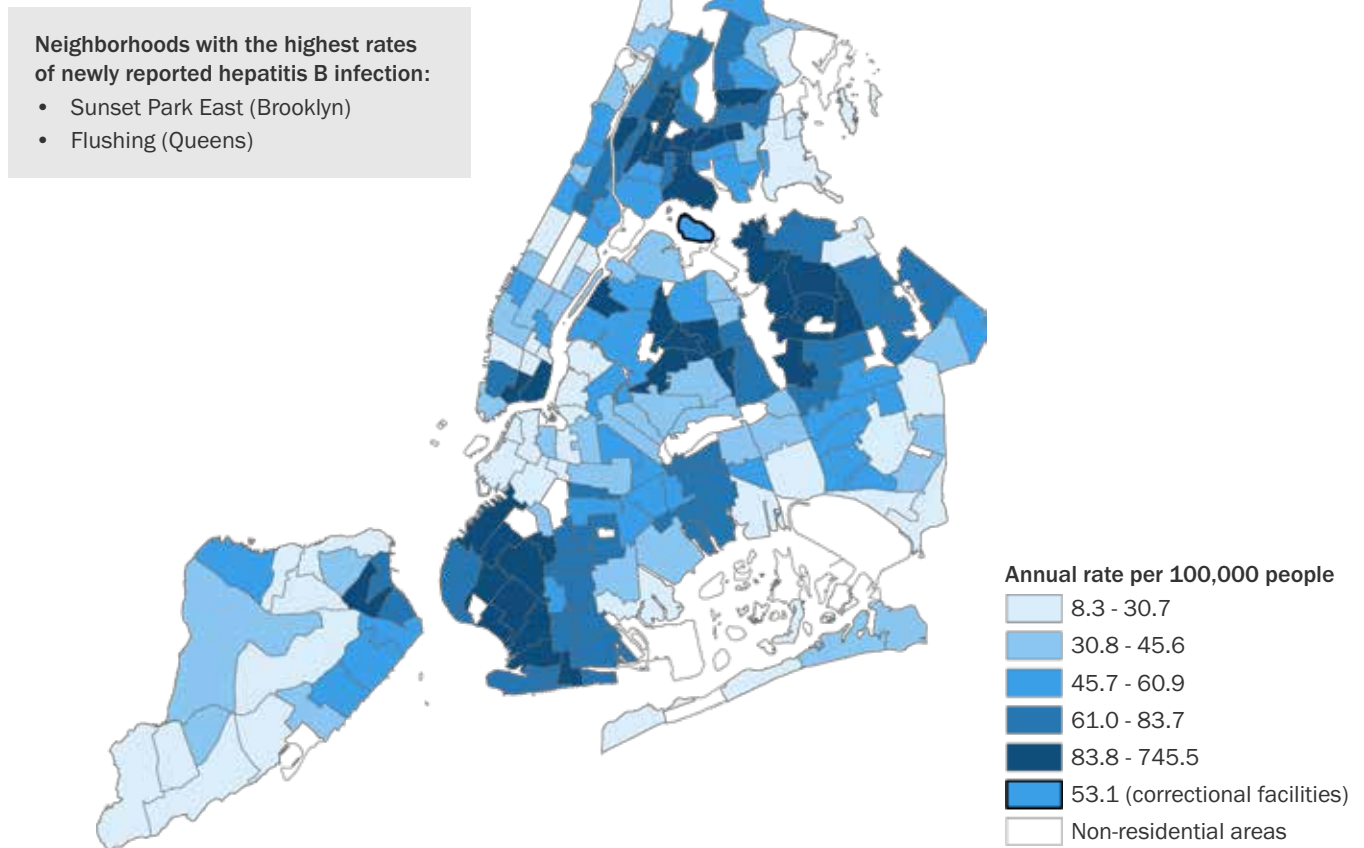 Neighborhoods with the highest rates
of newly reported hepatitis B infection:
• Sunset Park East (Brooklyn)
• Flushing (Queens)
Annual rate per 100,000 people
8.3 - 30.7
30.8 - 45.6
45.7 - 60.9
61.0 - 83.7
83.8 - 745.5
53.1 (correctional facilities)
Non-residential areas